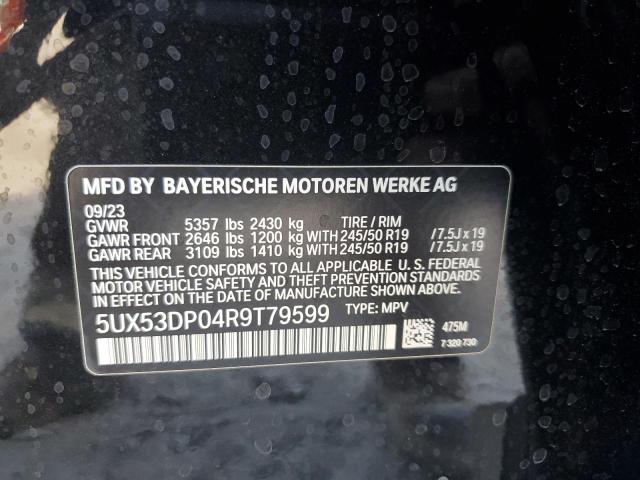 MFD BY BAYERISCHE MOTOREN WERKE AG
09/23
GVWR 5357 lbs 2430 kg TIRE / RIM
GAWR FRONT 2646 lbs 1200 kg WITH 245/50 R19 /7.5J x 19
GAWR REAR 3109 lbs 1410 kg WITH 245/50 R19 /7.5J x 19
THIS VEHICLE CONFORMS TO ALL APPLICABLE U.S. FEDERAL
MOTOR VEHICLE SAFETY AND THEFT PREVENTION STANDARDS
IN EFFECT ON THE DATE OF MANUFACTURE SHOWN ABOVE.
5UX53DP04R9T79599 TYPE: MPV
475M
7 320 730